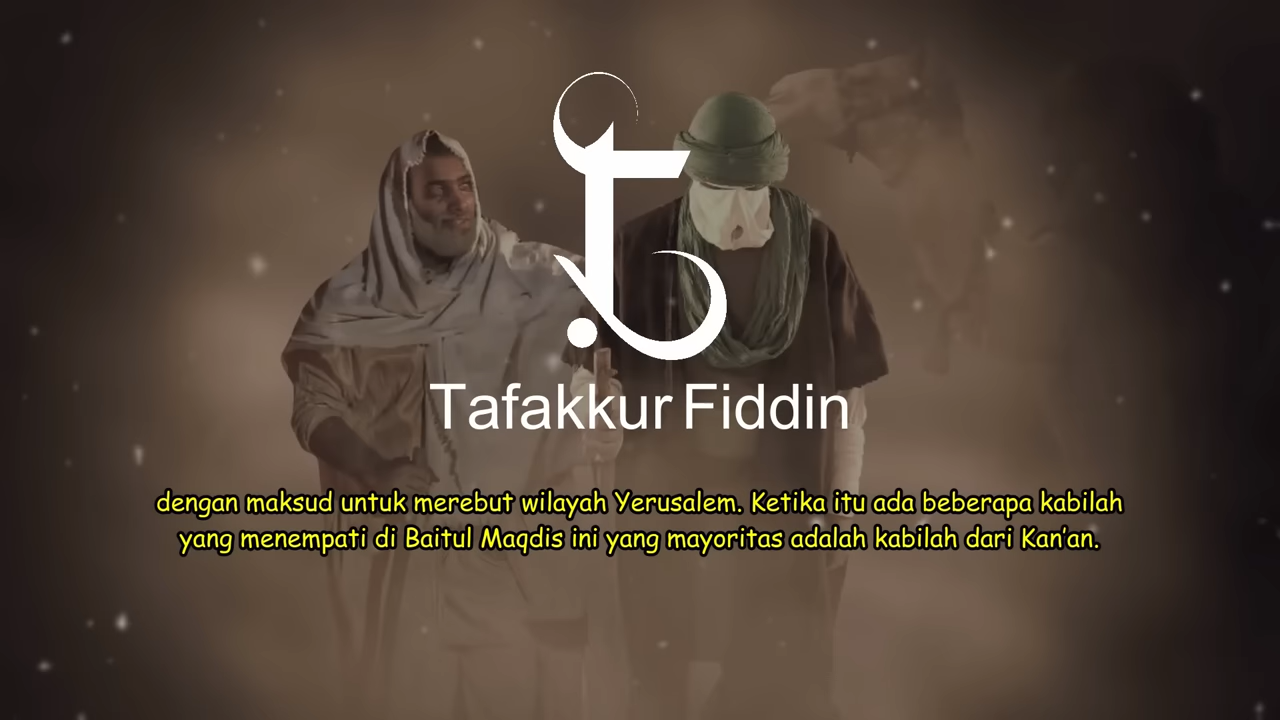 Tafakkur Fiddin
dengan maksud untuk merebut wilayah Yerusalem. Ketika itu ada beberapa kabilah
yang menempati di Baitul Maqdis ini yang mayoritas adalah kabilah dari Kan'an.